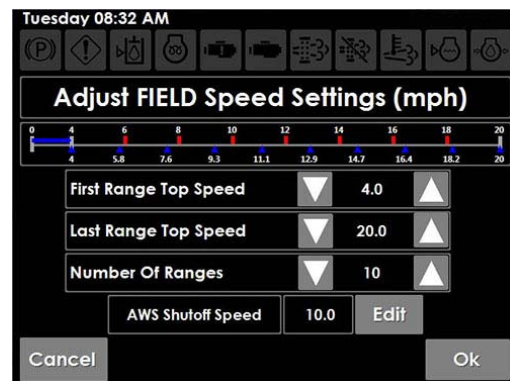 Tuesday 08:32 AM
(P)
Adjust FIELD Speed Settings (mph)
0 4 6 8 10 12 14 16 18 20
4 5.8 7.6 9.3 11.1 12.9 14.7 16.4 18.2 20
First Range Top Speed 4.0
Last Range Top Speed 20.0
Number Of Ranges 10
AWS Shutoff Speed 10.0 Edit
Cancel Ok